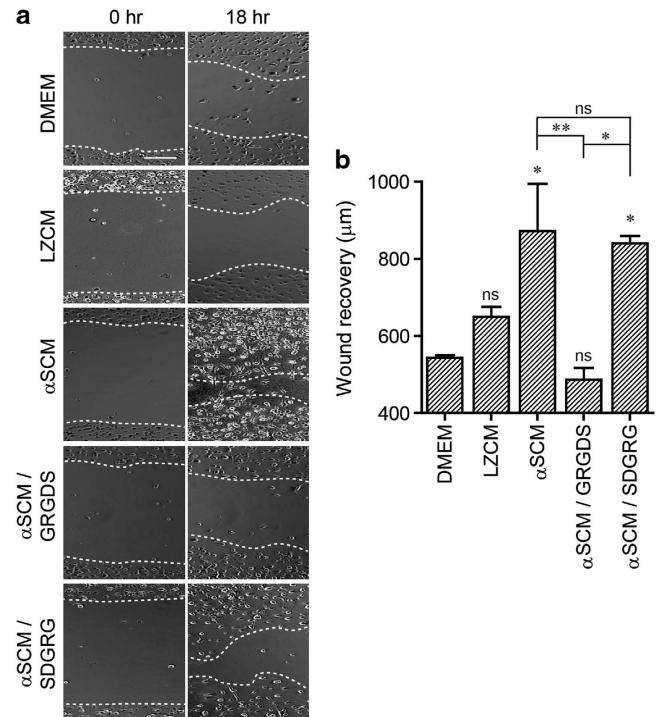 a
0 hr
18 hr
DMEM
LZCM
αSCM
αSCM /
GRGDS
αSCM /
SDGRG
b
ns
**
*
*
*
ns
ns
Wound recovery (μm)
1000
800
600
400
DMEM
LZCM
αSCM
αSCM / GRGDS
αSCM / SDGRG